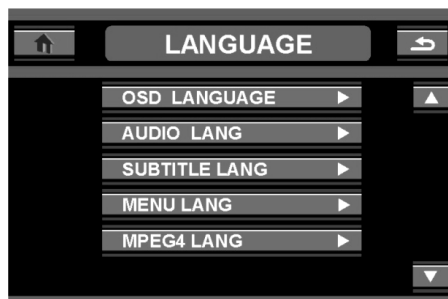 LANGUAGE
OSD LANGUAGE
AUDIO LANG
SUBTITLE LANG
MENU LANG
MPEG4 LANG